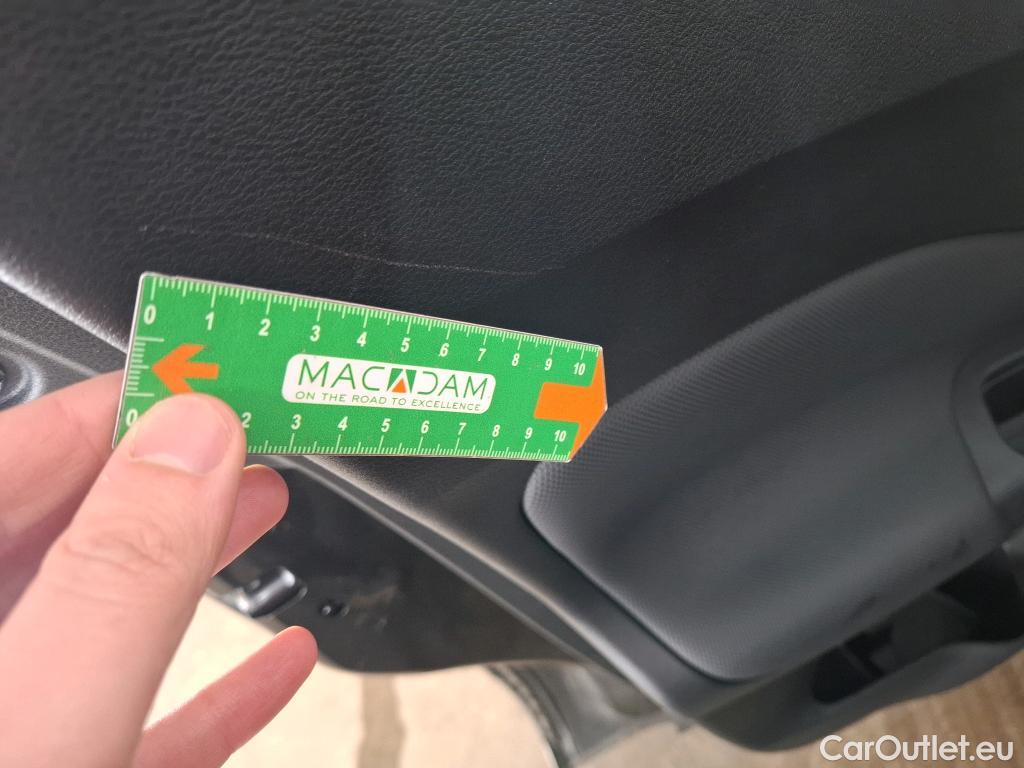 0 1 2 3 4 5 6 7 8 9 10
MACADAM
ON THE ROAD TO EXCELLENCE
0 2 3 4 5 6 7 8 9 10
CarOutlet.eu